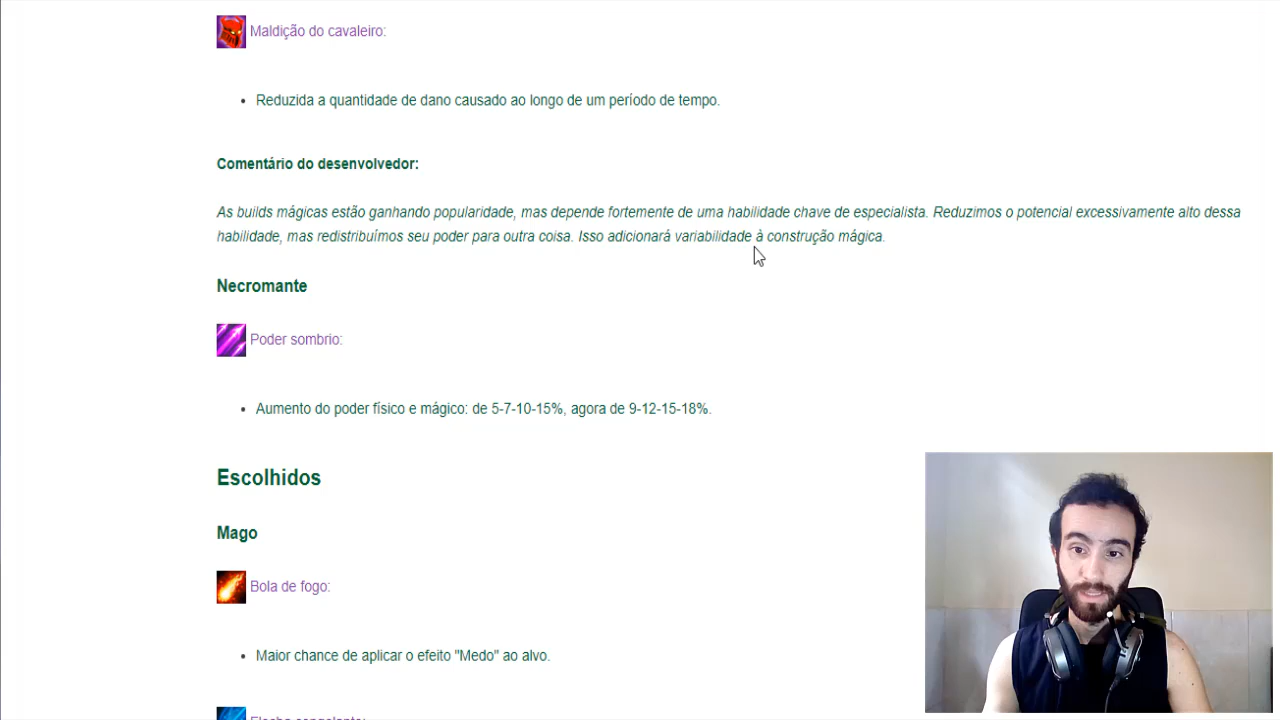 Maldição do cavaleiro:
Reduzida a quantidade de dano causado ao longo de um período de tempo.
Comentário do desenvolvedor:
As builds mágicas estão ganhando popularidade, mas depende fortemente de uma habilidade chave de especialista. Reduzimos o potencial excessivamente alto dessa
habilidade, mas redistribuímos seu poder para outra coisa. Isso adicionará variabilidade à construção mágica.
Necromante
Poder sombrio:
Aumento do poder físico e mágico: de 5-7-10-15%, agora de 9-12-15-18%.
Escolhidos
Mago
Bola de fogo:
Maior chance de aplicar o efeito "Medo" ao alvo.